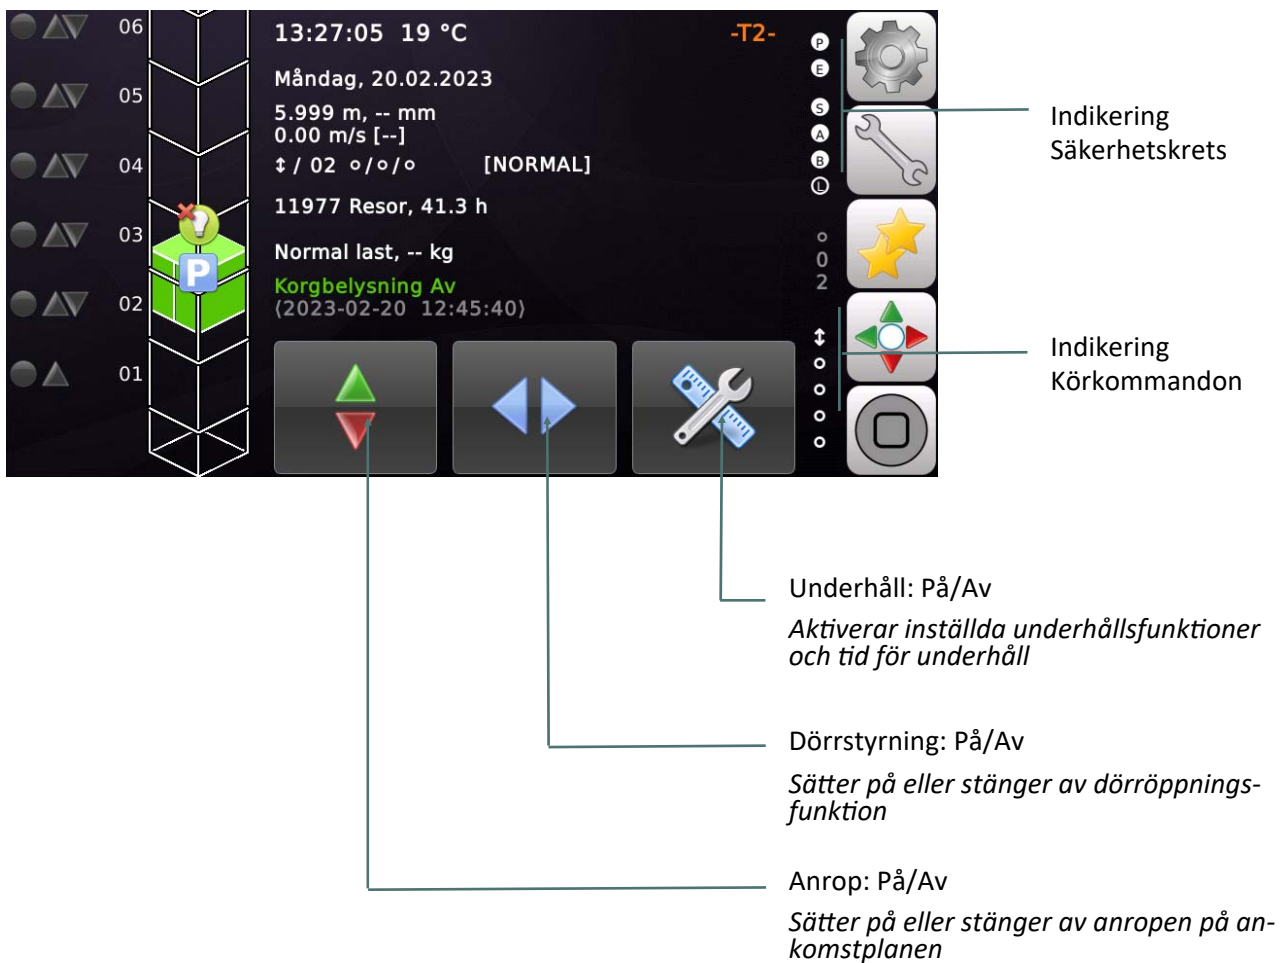 06
05
04
03
02
01
P
13:27:05 19 °C
-T2-
Måndag, 20.02.2023
5.999 m, -- mm
0.00 m/s [--]
↕/ 02 ∘/∘/∘ [NORMAL]
11977 Resor, 41.3 h
Normal last, -- kg
Korgbelysning Av
(2023-02-20 12:45:40)
P
E
S
A
B
L
0
2
Indikering
Säkerhetskrets
Indikering
Körkommandon
Underhåll: På/Av
Aktiverar inställda underhållsfunktioner
och tid för underhåll
Dörrstyrning: På/Av
Sätter på eller stänger av dörröppnings-
funktion
Anrop: På/Av
Sätter på eller stänger av anropen på an-
komstplanen